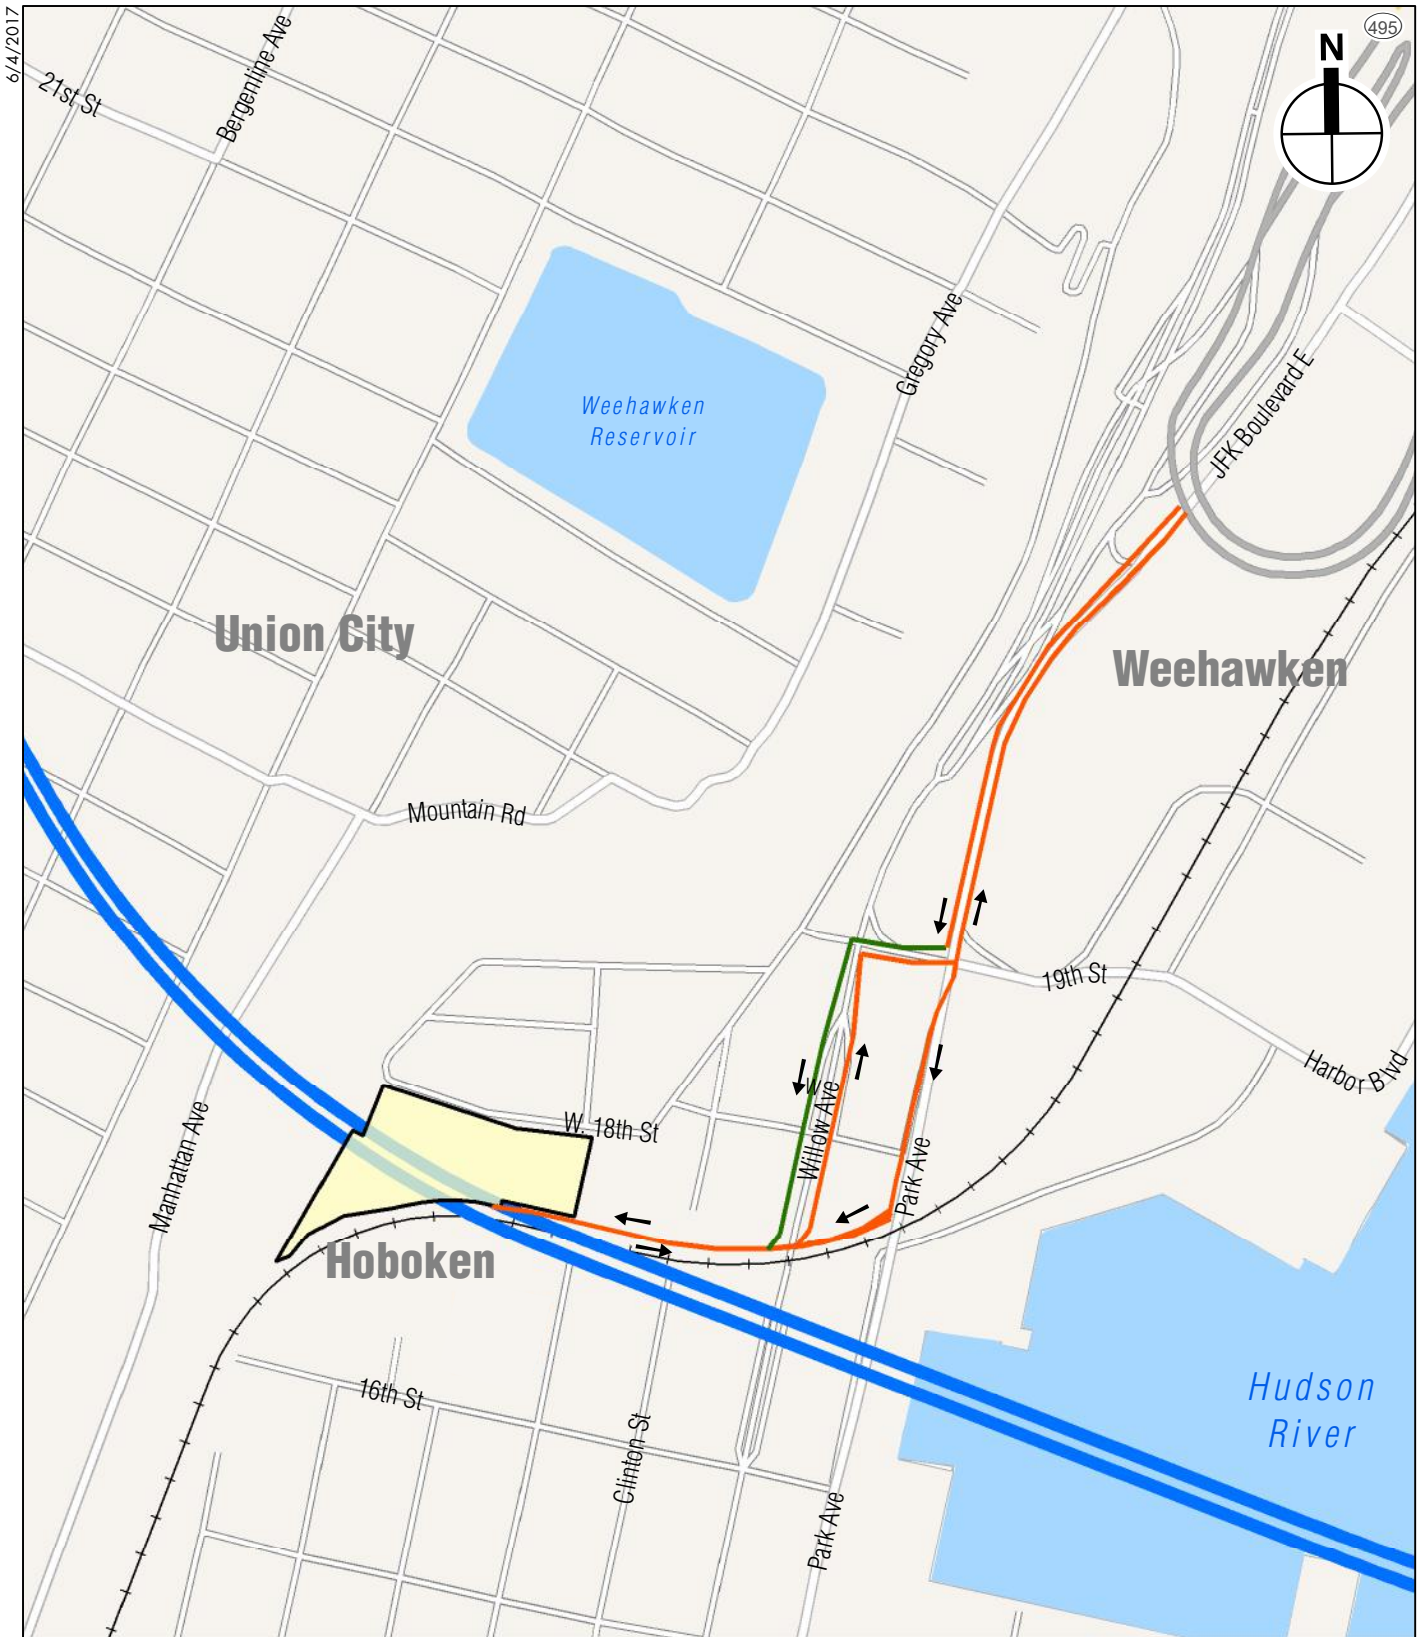 6/4/2017
495
N
21st St
Bergenline Ave
Gregory Ave
Weehawken
Reservoir
JFK Boulevard E
Union City
Weehawken
Mountain Rd
19th St
Harbor Blvd
W
Willow Ave
W. 18th St
Manhattan Ave
Park Ave
Hoboken
16th St
Clinton St
Park Ave
Hudson
River